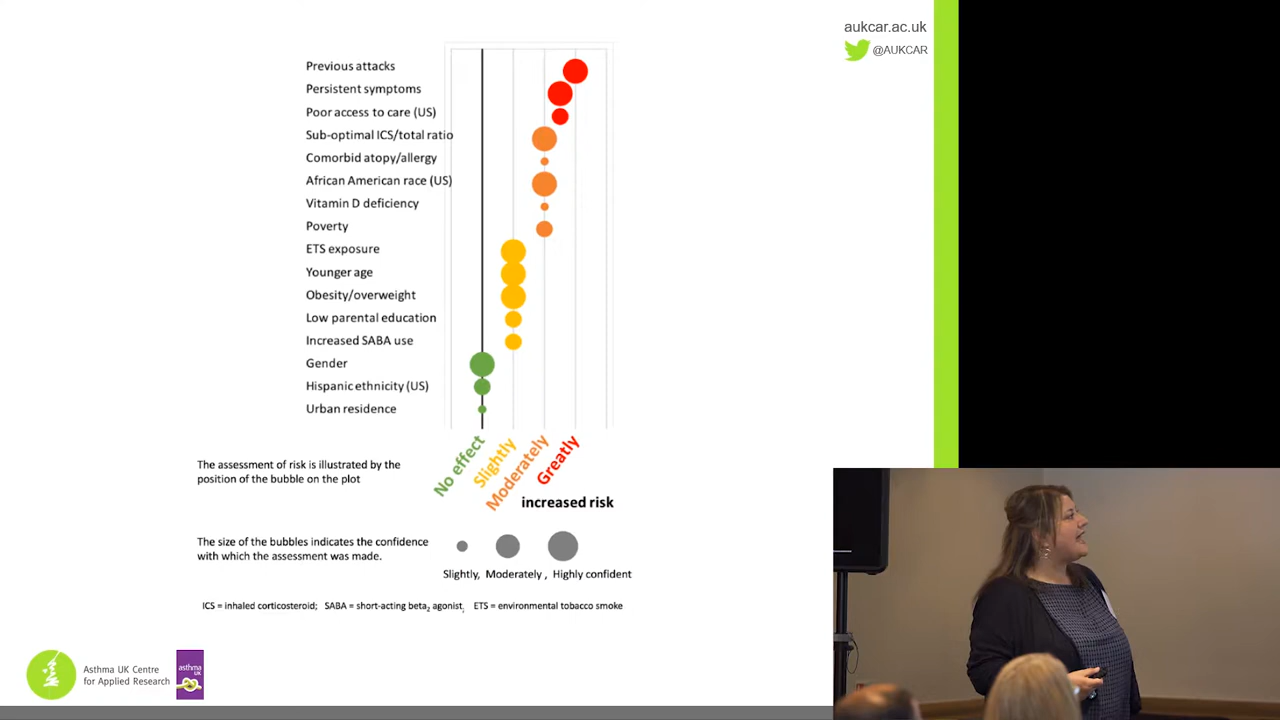 aukcar.ac.uk
@AUKCAR
Previous attacks
Persistent symptoms
Poor access to care (US)
Sub-optimal ICS/total ratio
Comorbid atopy/allergy
African American race (US)
Vitamin D deficiency
Poverty
ETS exposure
Younger age
Obesity/overweight
Low parental education
Increased SABA use
Gender
Hispanic ethnicity (US)
Urban residence
No effect
Slightly
Moderately
Greatly
increased risk
The assessment of risk is illustrated by the
position of the bubble on the plot
The size of the bubbles indicates the confidence
with which the assessment was made.
Slightly, Moderately , Highly confident
ICS = inhaled corticosteroid; SABA = short-acting beta₂ agonist; ETS = environmental tobacco smoke
Asthma UK Centre
for Applied Research
asthma
UK